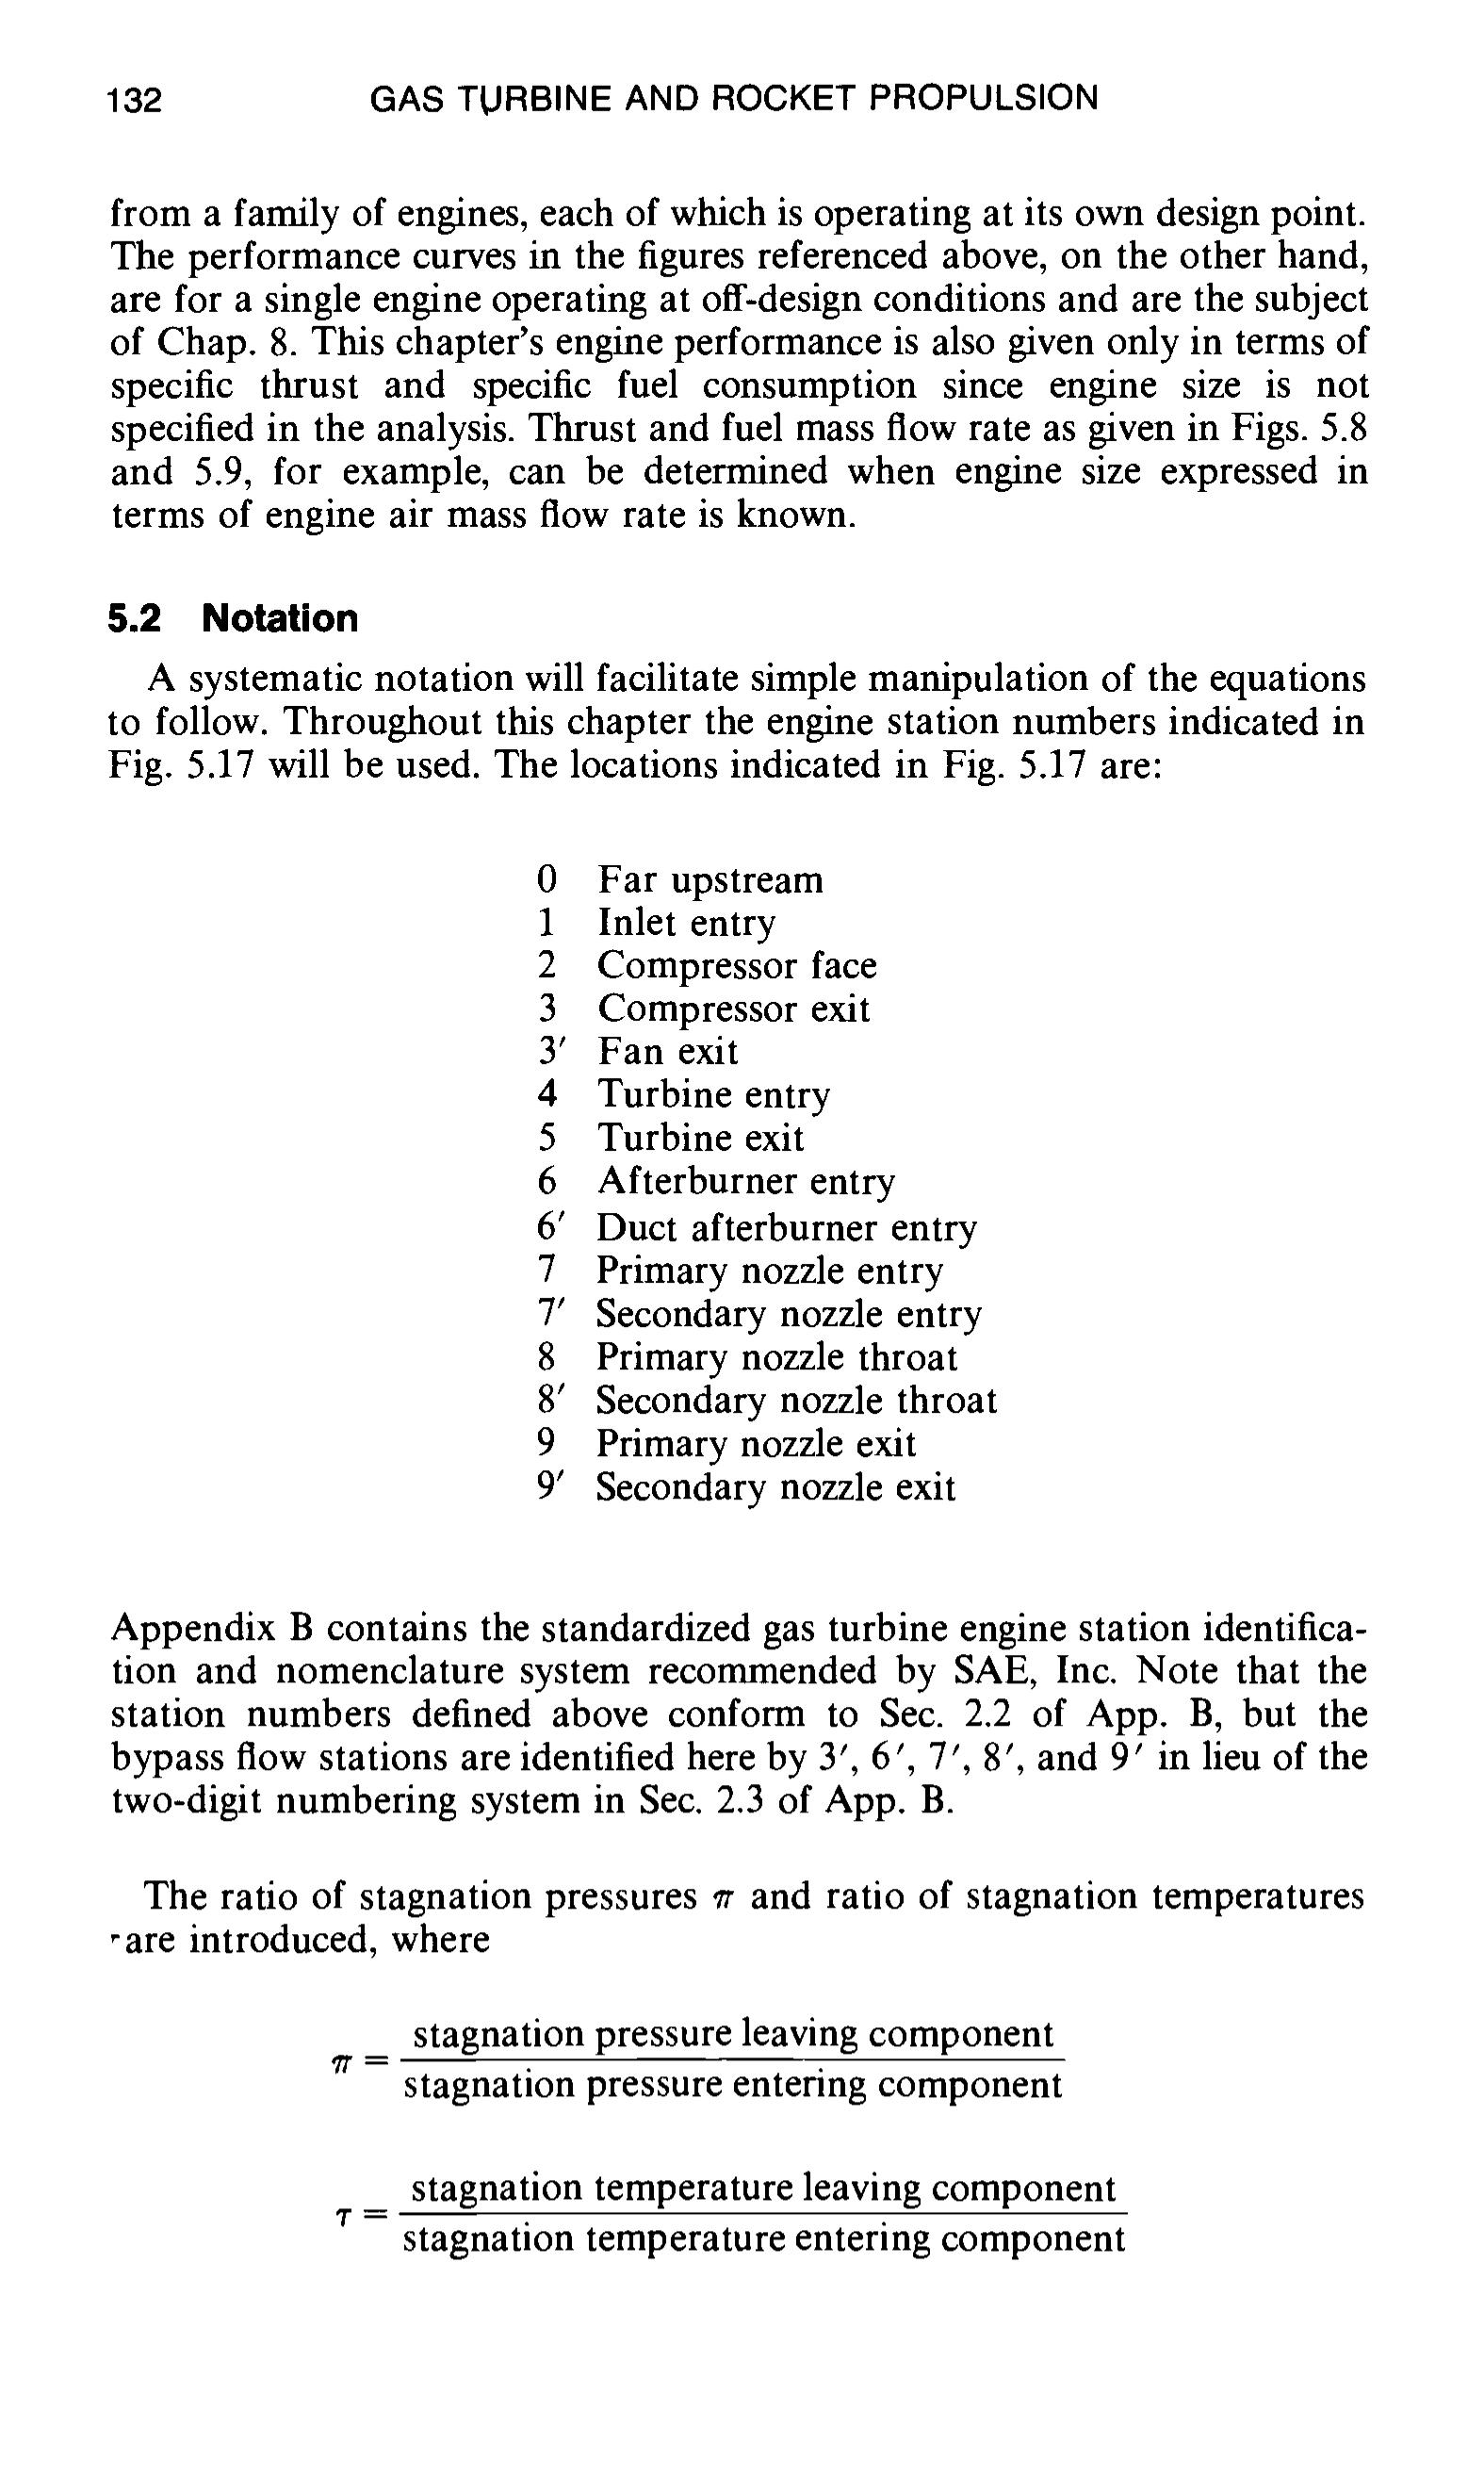 132 GAS TURBINE AND ROCKET PROPULSION
from a family of engines, each of which is operating at its own design point.
The performance curves in the figures referenced above, on the other hand,
are for a single engine operating at off-design conditions and are the subject
of Chap. 8. This chapter's engine performance is also given only in terms of
specific thrust and specific fuel consumption since engine size is not
specified in the analysis. Thrust and fuel mass flow rate as given in Figs. 5.8
and 5.9, for example, can be determined when engine size expressed in
terms of engine air mass flow rate is known.
5.2 Notation
A systematic notation will facilitate simple manipulation of the equations
to follow. Throughout this chapter the engine station numbers indicated in
Fig. 5.17 will be used. The locations indicated in Fig. 5.17 are:
0 Far upstream
1 Inlet entry
2 Compressor face
3 Compressor exit
3′ Fan exit
4 Turbine entry
5 Turbine exit
6 Afterburner entry
6′ Duct afterburner entry
7 Primary nozzle entry
7′ Secondary nozzle entry
8 Primary nozzle throat
8′ Secondary nozzle throat
9 Primary nozzle exit
9′ Secondary nozzle exit
Appendix B contains the standardized gas turbine engine station identifica-
tion and nomenclature system recommended by SAE, Inc. Note that the
station numbers defined above conform to Sec. 2.2 of App. B, but the
bypass flow stations are identified here by 3′, 6′, 7′, 8′, and 9′ in lieu of the
two-digit numbering system in Sec. 2.3 of App. B.
The ratio of stagnation pressures π and ratio of stagnation temperatures
are introduced, where
π = stagnation pressure leaving component
stagnation pressure entering component
τ = stagnation temperature leaving component
stagnation temperature entering component